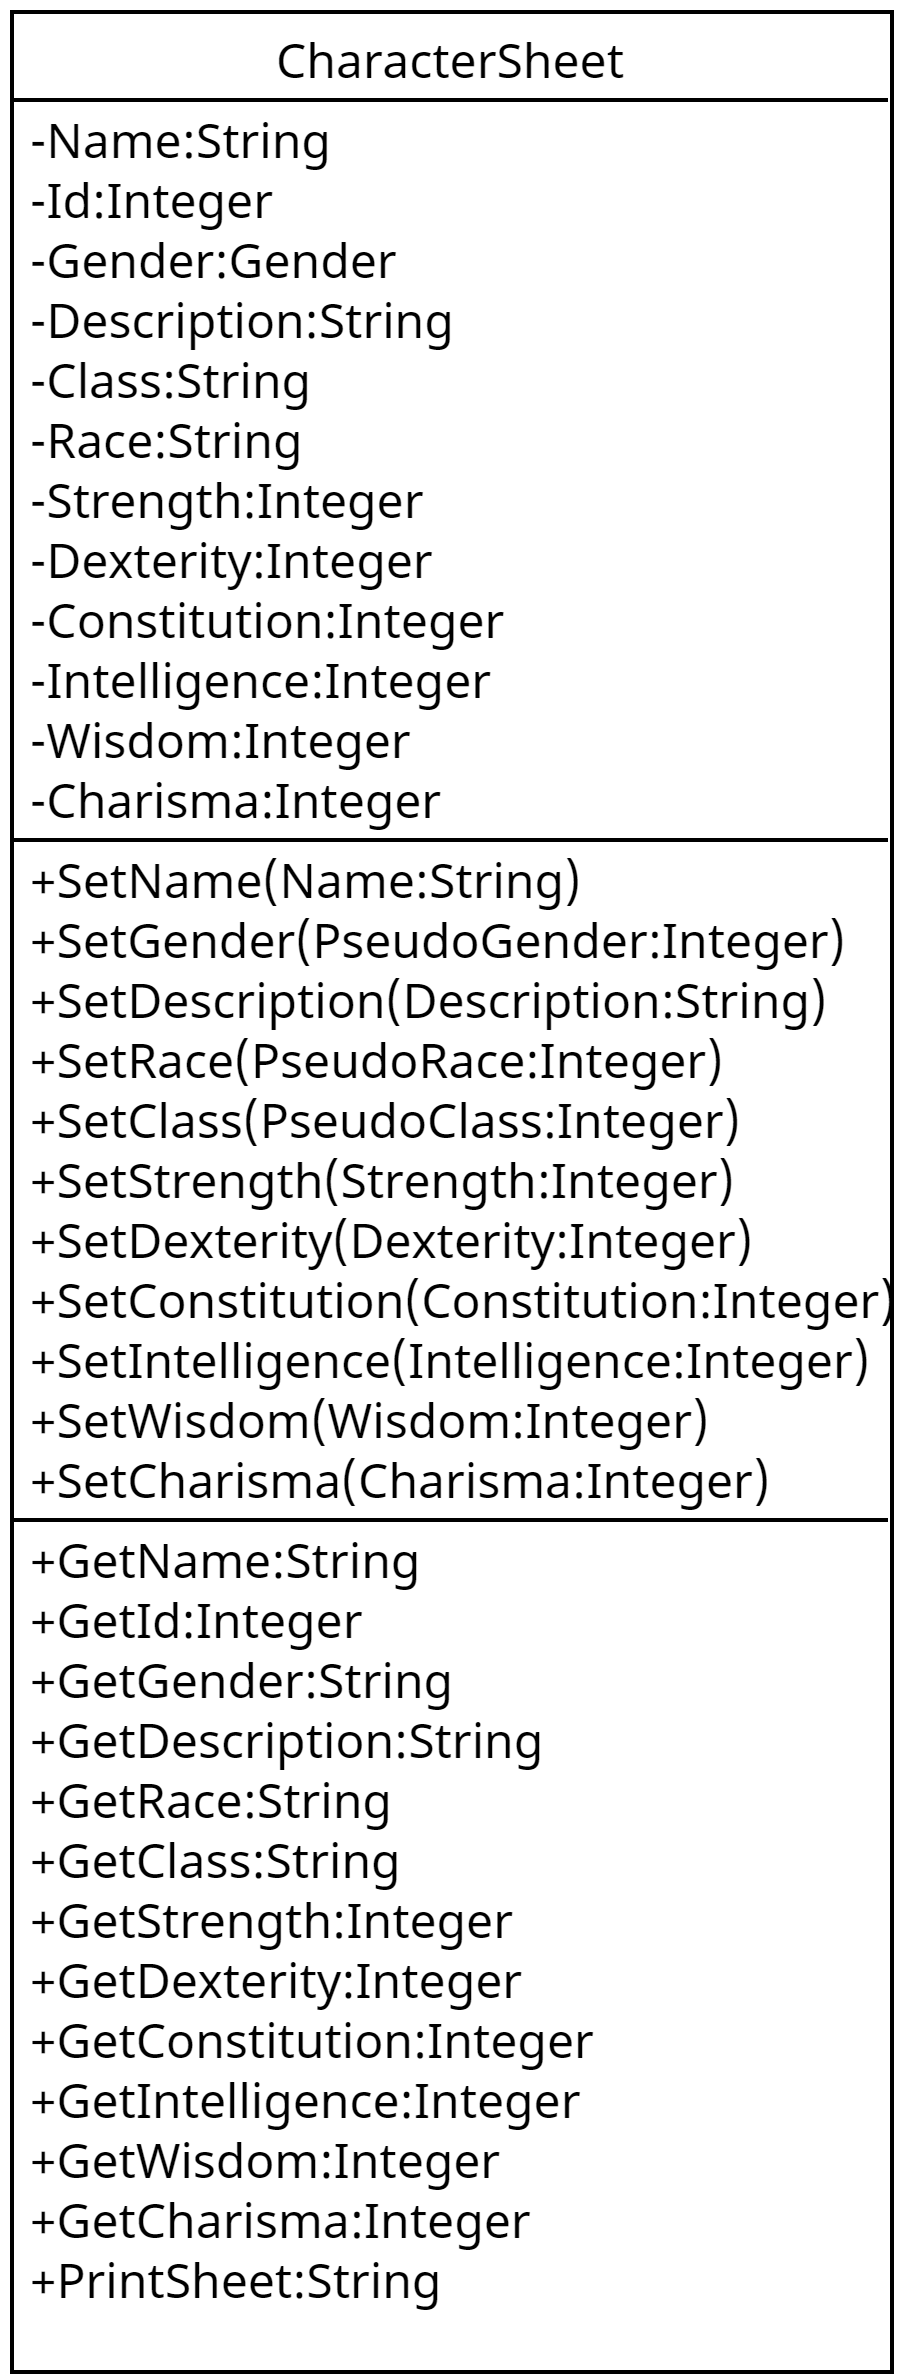 CharacterSheet
-Name:String
-Id:Integer
-Gender:Gender
-Description:String
-Class:String
-Race:String
-Strength:Integer
-Dexterity:Integer
-Constitution:Integer
-Intelligence:Integer
-Wisdom:Integer
-Charisma:Integer
+SetName(Name:String)
+SetGender(PseudoGender:Integer)
+SetDescription(Description:String)
+SetRace(PseudoRace:Integer)
+SetClass(PseudoClass:Integer)
+SetStrength(Strength:Integer)
+SetDexterity(Dexterity:Integer)
+SetConstitution(Constitution:Integer)
+SetIntelligence(Intelligence:Integer)
+SetWisdom(Wisdom:Integer)
+SetCharisma(Charisma:Integer)
+GetName:String
+GetId:Integer
+GetGender:String
+GetDescription:String
+GetRace:String
+GetClass:String
+GetStrength:Integer
+GetDexterity:Integer
+GetConstitution:Integer
+GetIntelligence:Integer
+GetWisdom:Integer
+GetCharisma:Integer
+PrintSheet:String